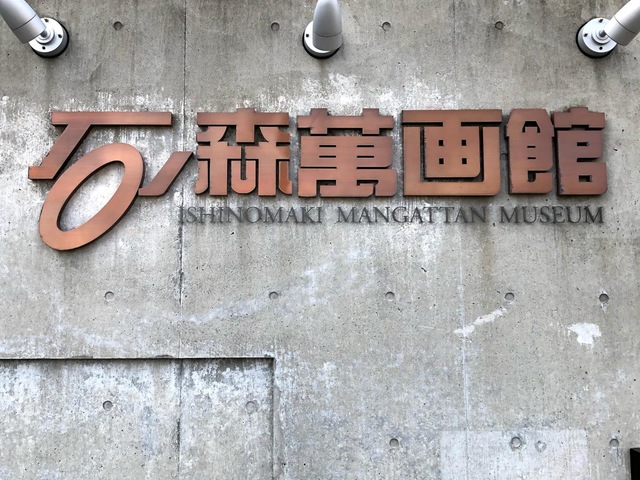 石ノ森萬画館
ISHINOMAKI MANGATTAN MUSEUM